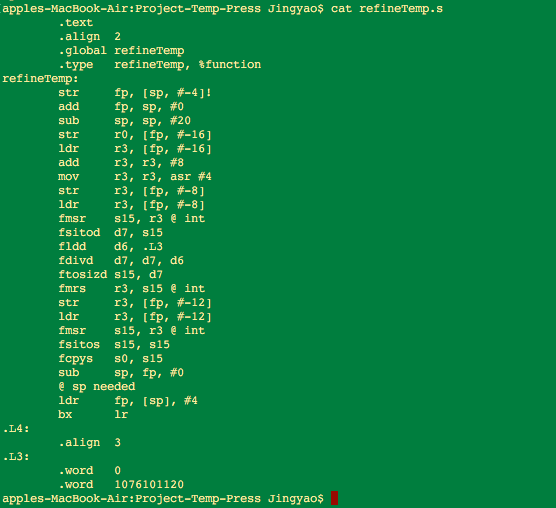 apples-MacBook-Air:Project-Temp-Press Jingyao$ cat refineTemp.s
.text
.align 2
.global refineTemp
.type refineTemp, %function
refineTemp:
str fp, [sp, #-4]!
add fp, sp, #0
sub sp, sp, #20
str r0, [fp, #-16]
ldr r3, [fp, #-16]
add r3, r3, #8
mov r3, r3, asr #4
str r3, [fp, #-8]
ldr r3, [fp, #-8]
fmsr s15, r3 @ int
fsitod d7, s15
fldd d6, .L3
fdivd d7, d7, d6
ftosizd s15, d7
fmrs r3, s15 @ int
str r3, [fp, #-12]
ldr r3, [fp, #-12]
fmsr s15, r3 @ int
fsitos s15, s15
fcpys s0, s15
sub sp, fp, #0
@ sp needed
ldr fp, [sp], #4
bx lr
.L4:
.align 3
.L3:
.word 0
.word 1076101120
apples-MacBook-Air:Project-Temp-Press Jingyao$